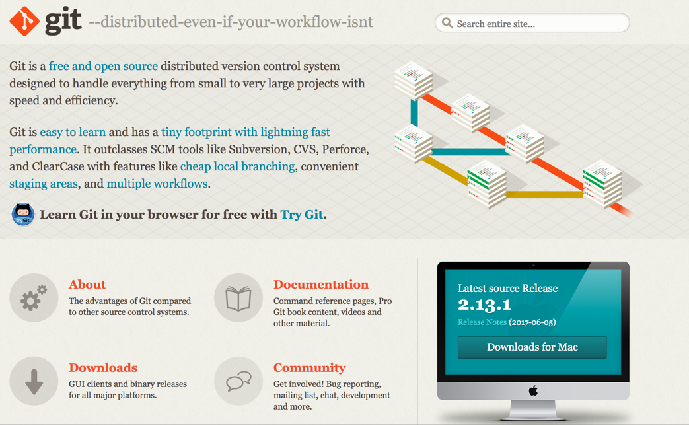 git --distributed-even-if-your-workflow-isnt
Search entire site...
Git is a free and open source distributed version control system
designed to handle everything from small to very large projects with
speed and efficiency.
Git is easy to learn and has a tiny footprint with lightning fast
performance. It outclasses SCM tools like Subversion, CVS, Perforce,
and ClearCase with features like cheap local branching, convenient
staging areas, and multiple workflows.
Learn Git in your browser for free with Try Git.
About
The advantages of Git compared
to other source control systems.
Documentation
Command reference pages, Pro
Git book content, videos and
other material.
Downloads
GUI clients and binary releases
for all major platforms.
Community
Get involved! Bug reporting,
mailing list, chat, development
and more.
Latest source Release
2.13.1
Release Notes (2017-06-05)
Downloads for Mac